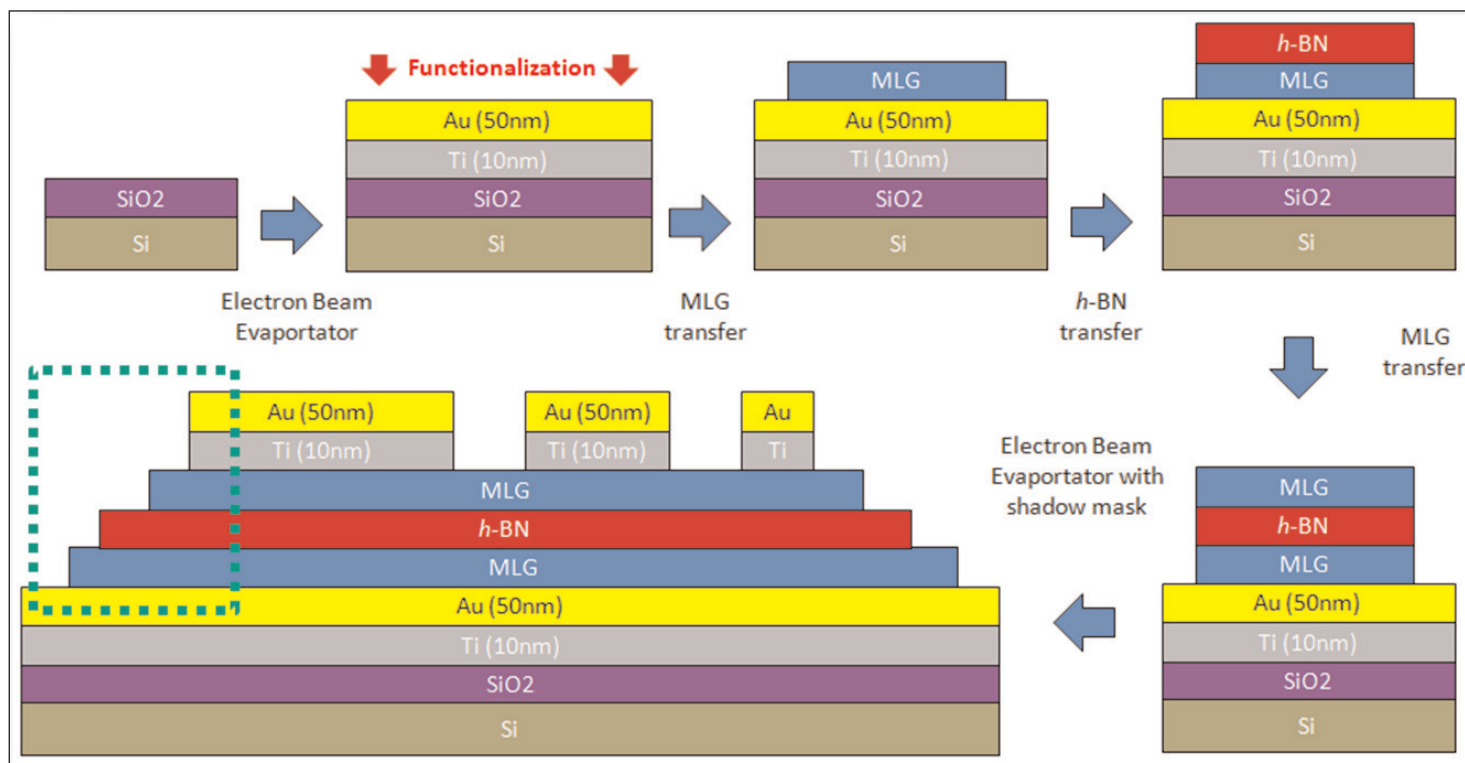 Functionalization
Au (50nm)
Ti (10nm)
SiO2
Si
SiO2
Si
MLG
Au (50nm)
Ti (10nm)
SiO2
Si
h-BN
MLG
Au (50nm)
Ti (10nm)
SiO2
Si
Electron Beam
Evaportator
MLG
transfer
h-BN
transfer
MLG
transfer
MLG
h-BN
MLG
Au (50nm)
Ti (10nm)
SiO2
Si
Electron Beam
Evaportator with
shadow mask
Au (50nm)
Ti (10nm)
Au (50nm)
Ti (10nm)
Au
Ti
MLG
h-BN
MLG
Au (50nm)
Ti (10nm)
SiO2
Si